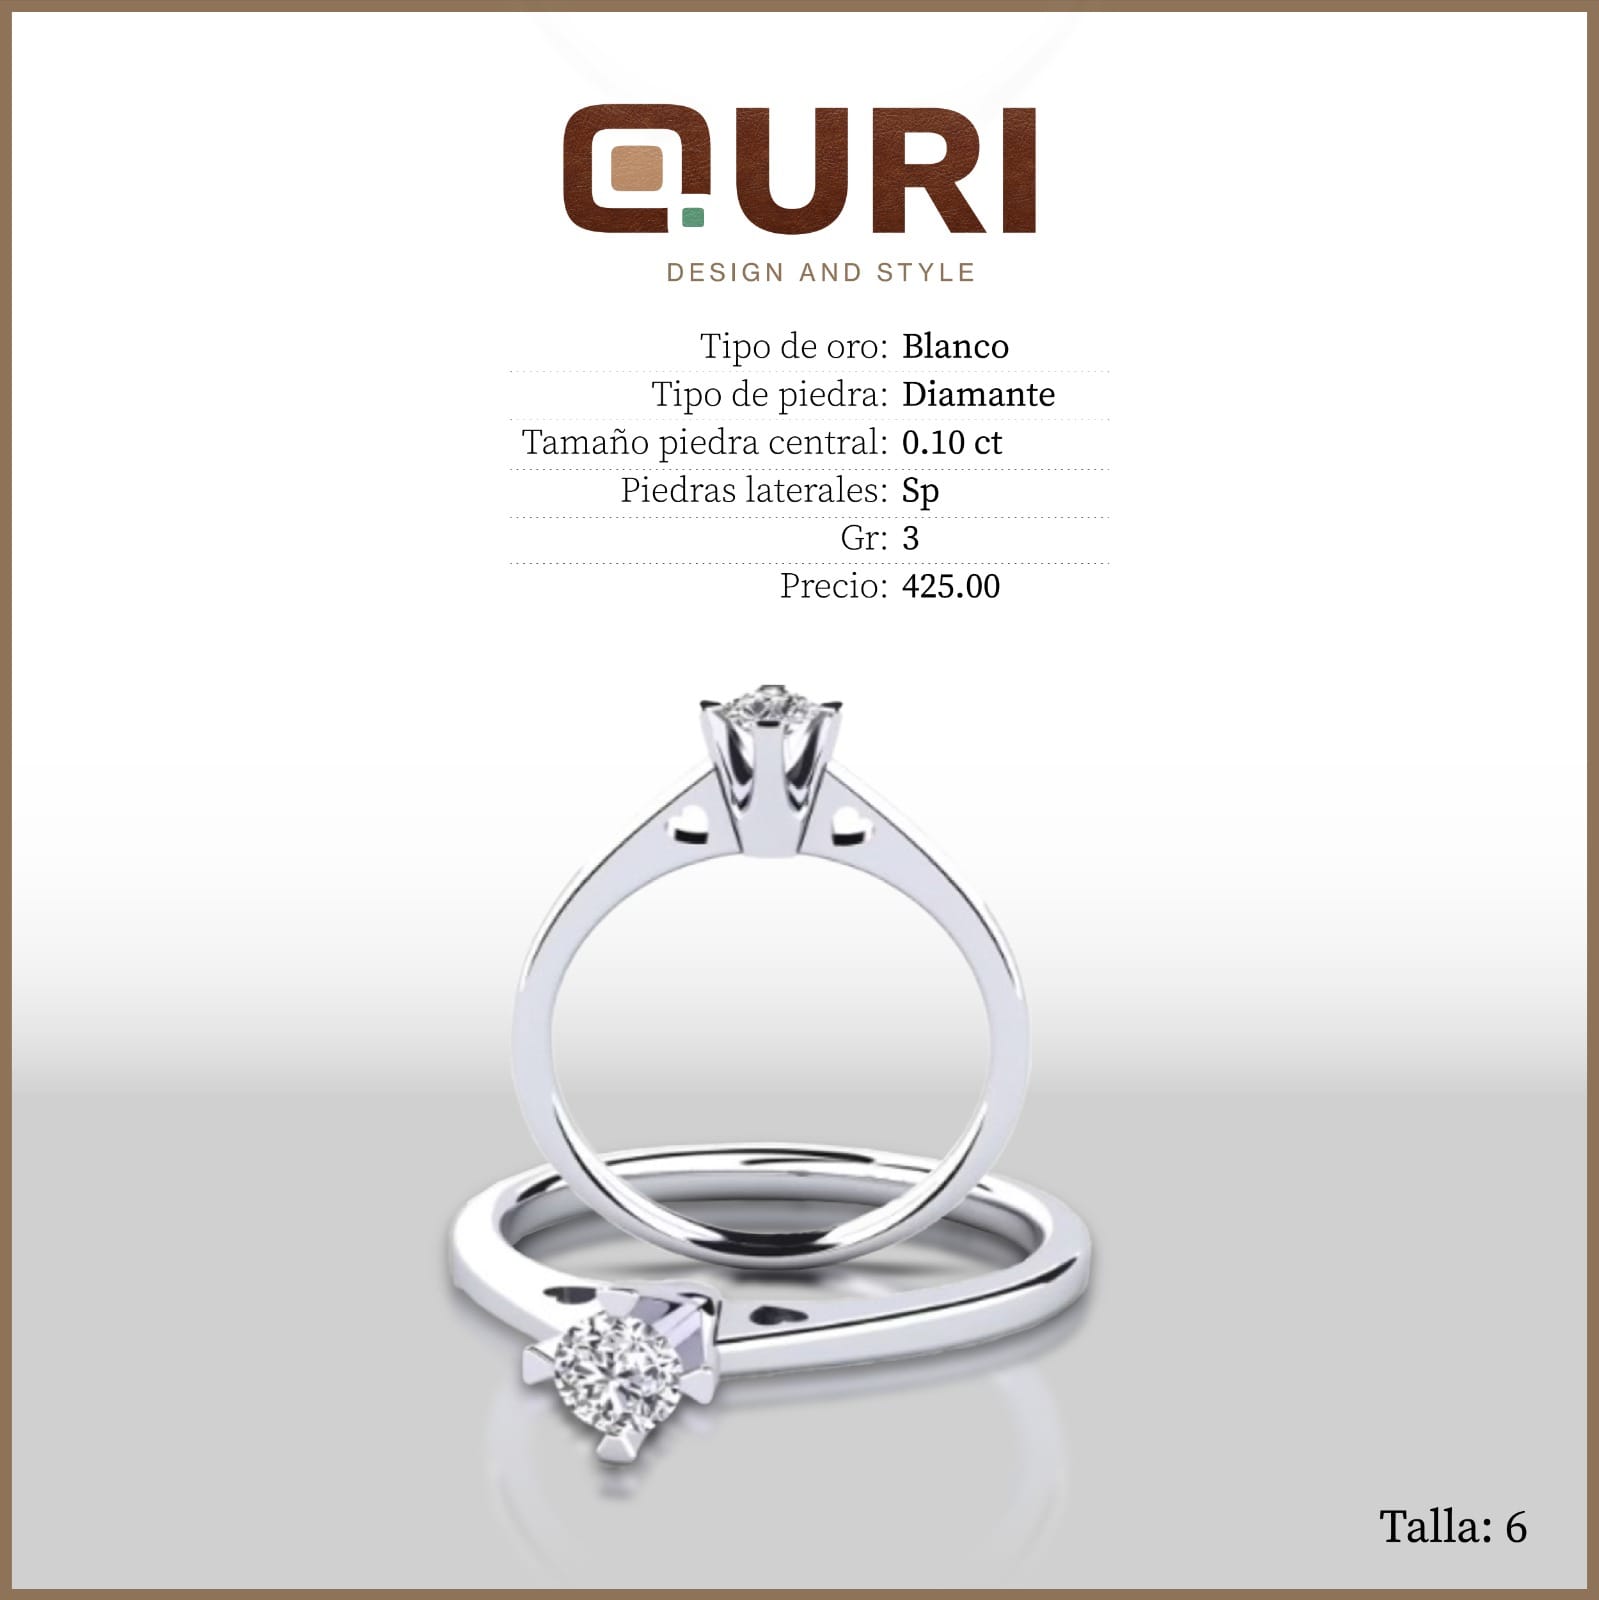 QURI
DESIGN AND STYLE
Tipo de oro: Blanco
Tipo de piedra: Diamante
Tamaño piedra central: 0.10 ct
Piedras laterales: Sp
Gr: 3
Precio: 425.00
Talla: 6